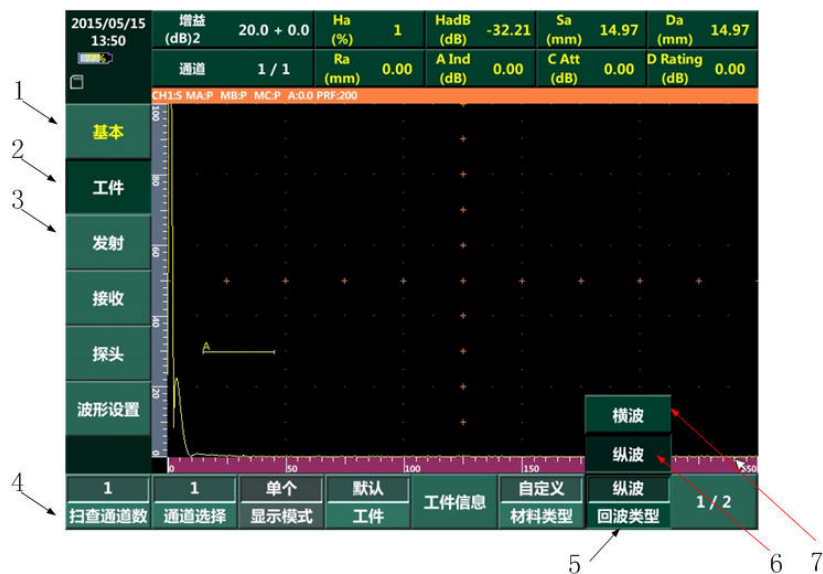 2015/05/15
13:50
增益
(dB)2
20.0 + 0.0
Ha
(%)
1
HadB
(dB)
-32.21
Sa
(mm)
14.97
Da
(mm)
14.97
通道
1 / 1
Ra
(mm)
0.00
A Ind
(dB)
0.00
C Att
(dB)
0.00
D Rating
(dB)
0.00
CH1:S MA:P MB:P MC:P A:0.0 PRF:200
1
基本
2
工件
3
发射
接收
探头
波形设置
100
80
60
40
20
0
A
0
50
100
150
横波
纵波
4
1
扫查通道数
1
通道选择
单个
显示模式
默认
工件
工件信息
自定义
材料类型
纵波
回波类型
1 / 2
5
6
7